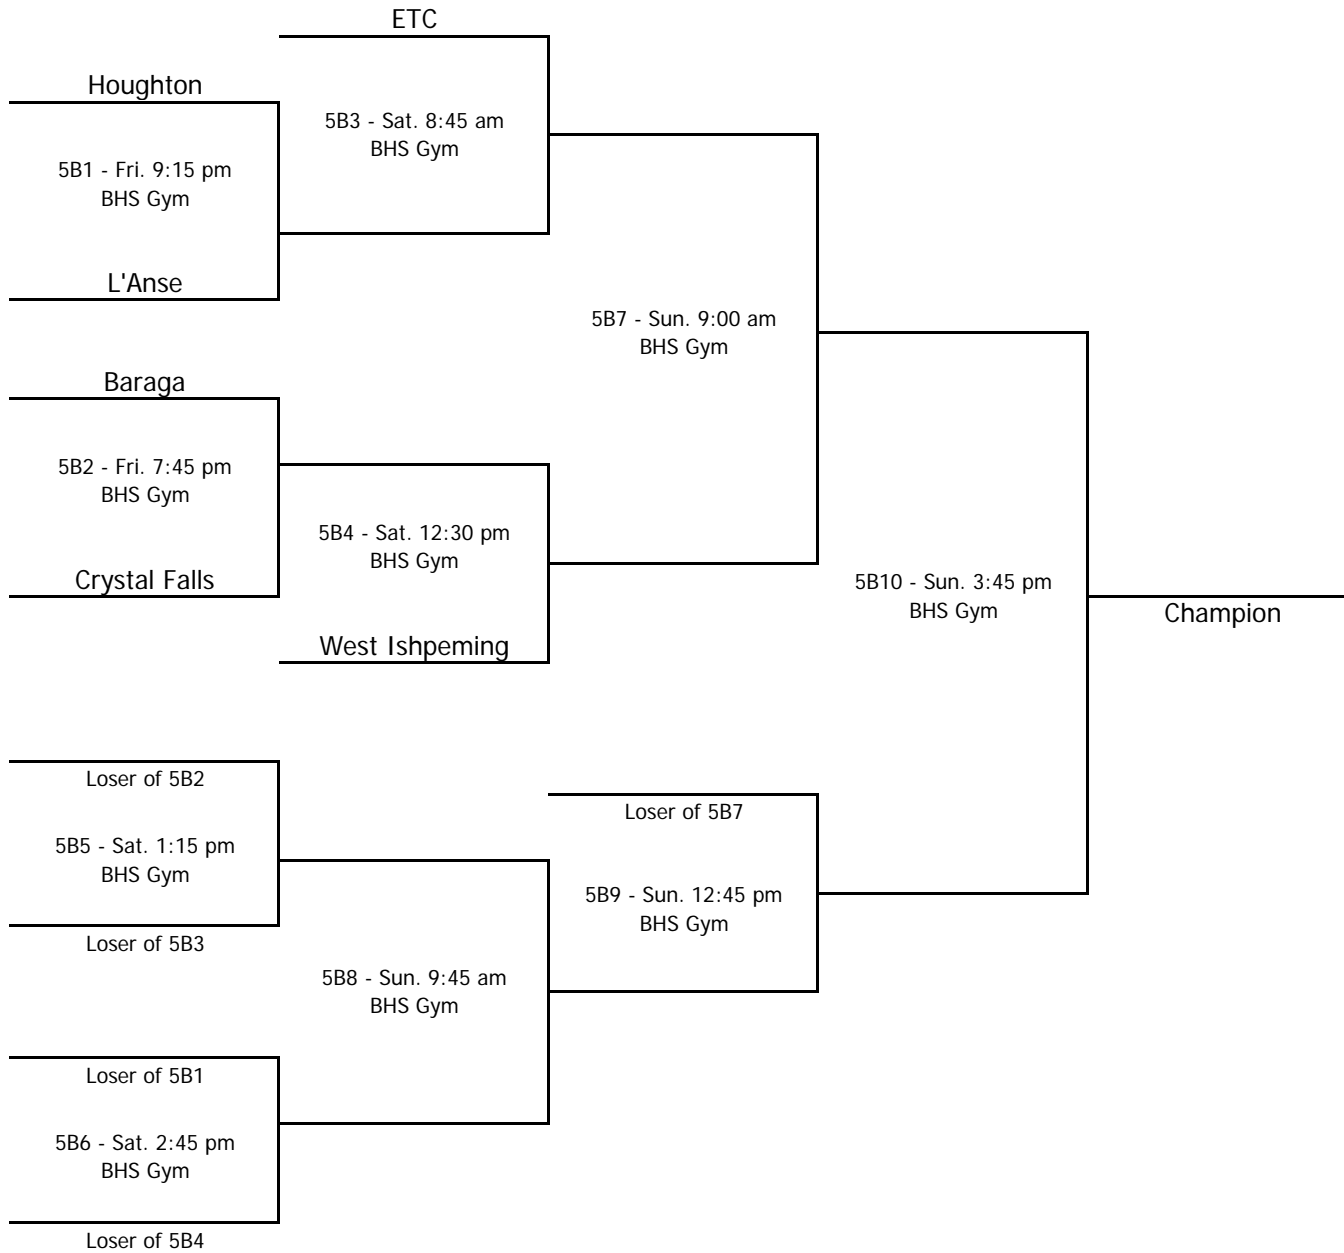 ETC
Houghton
5B3 - Sat. 8:45 am
BHS Gym
5B1 - Fri. 9:15 pm
BHS Gym
L'Anse
5B7 - Sun. 9:00 am
BHS Gym
Baraga
5B2 - Fri. 7:45 pm
BHS Gym
5B4 - Sat. 12:30 pm
BHS Gym
Crystal Falls
5B10 - Sun. 3:45 pm
BHS Gym
Champion
West Ishpeming
Loser of 5B2
Loser of 5B7
5B5 - Sat. 1:15 pm
BHS Gym
5B9 - Sun. 12:45 pm
BHS Gym
Loser of 5B3
5B8 - Sun. 9:45 am
BHS Gym
Loser of 5B1
5B6 - Sat. 2:45 pm
BHS Gym
Loser of 5B4